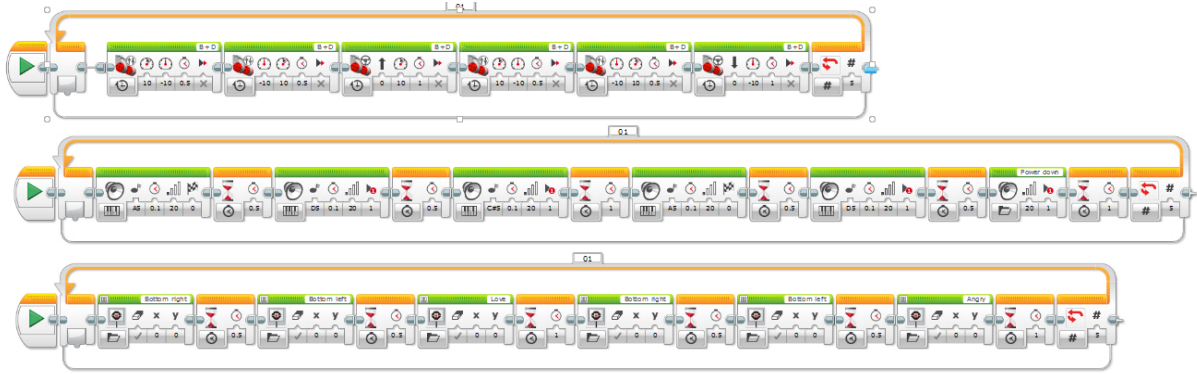 01
B + D B + D B + D B + D B + D B + D
10 -10 0.5 -10 10 0.5 0 10 1 10 -10 0.5 -10 10 0.5 0 -10 1 # # 5
01
Power down
A5 0.1 20 0 0.5 D5 0.1 20 1 0.5 C#5 0.1 20 1 1 A5 0.1 20 0 0.5 D5 0.1 20 1 0.5 20 1 1 # # 5
01
Bottom right Bottom left Love Bottom right Bottom left Angry
x y x y x y x y x y x y #
0 0 0.5 0 0 0.5 0 0 1 0 0 0.5 0 0 0.5 0 0 1 # 5